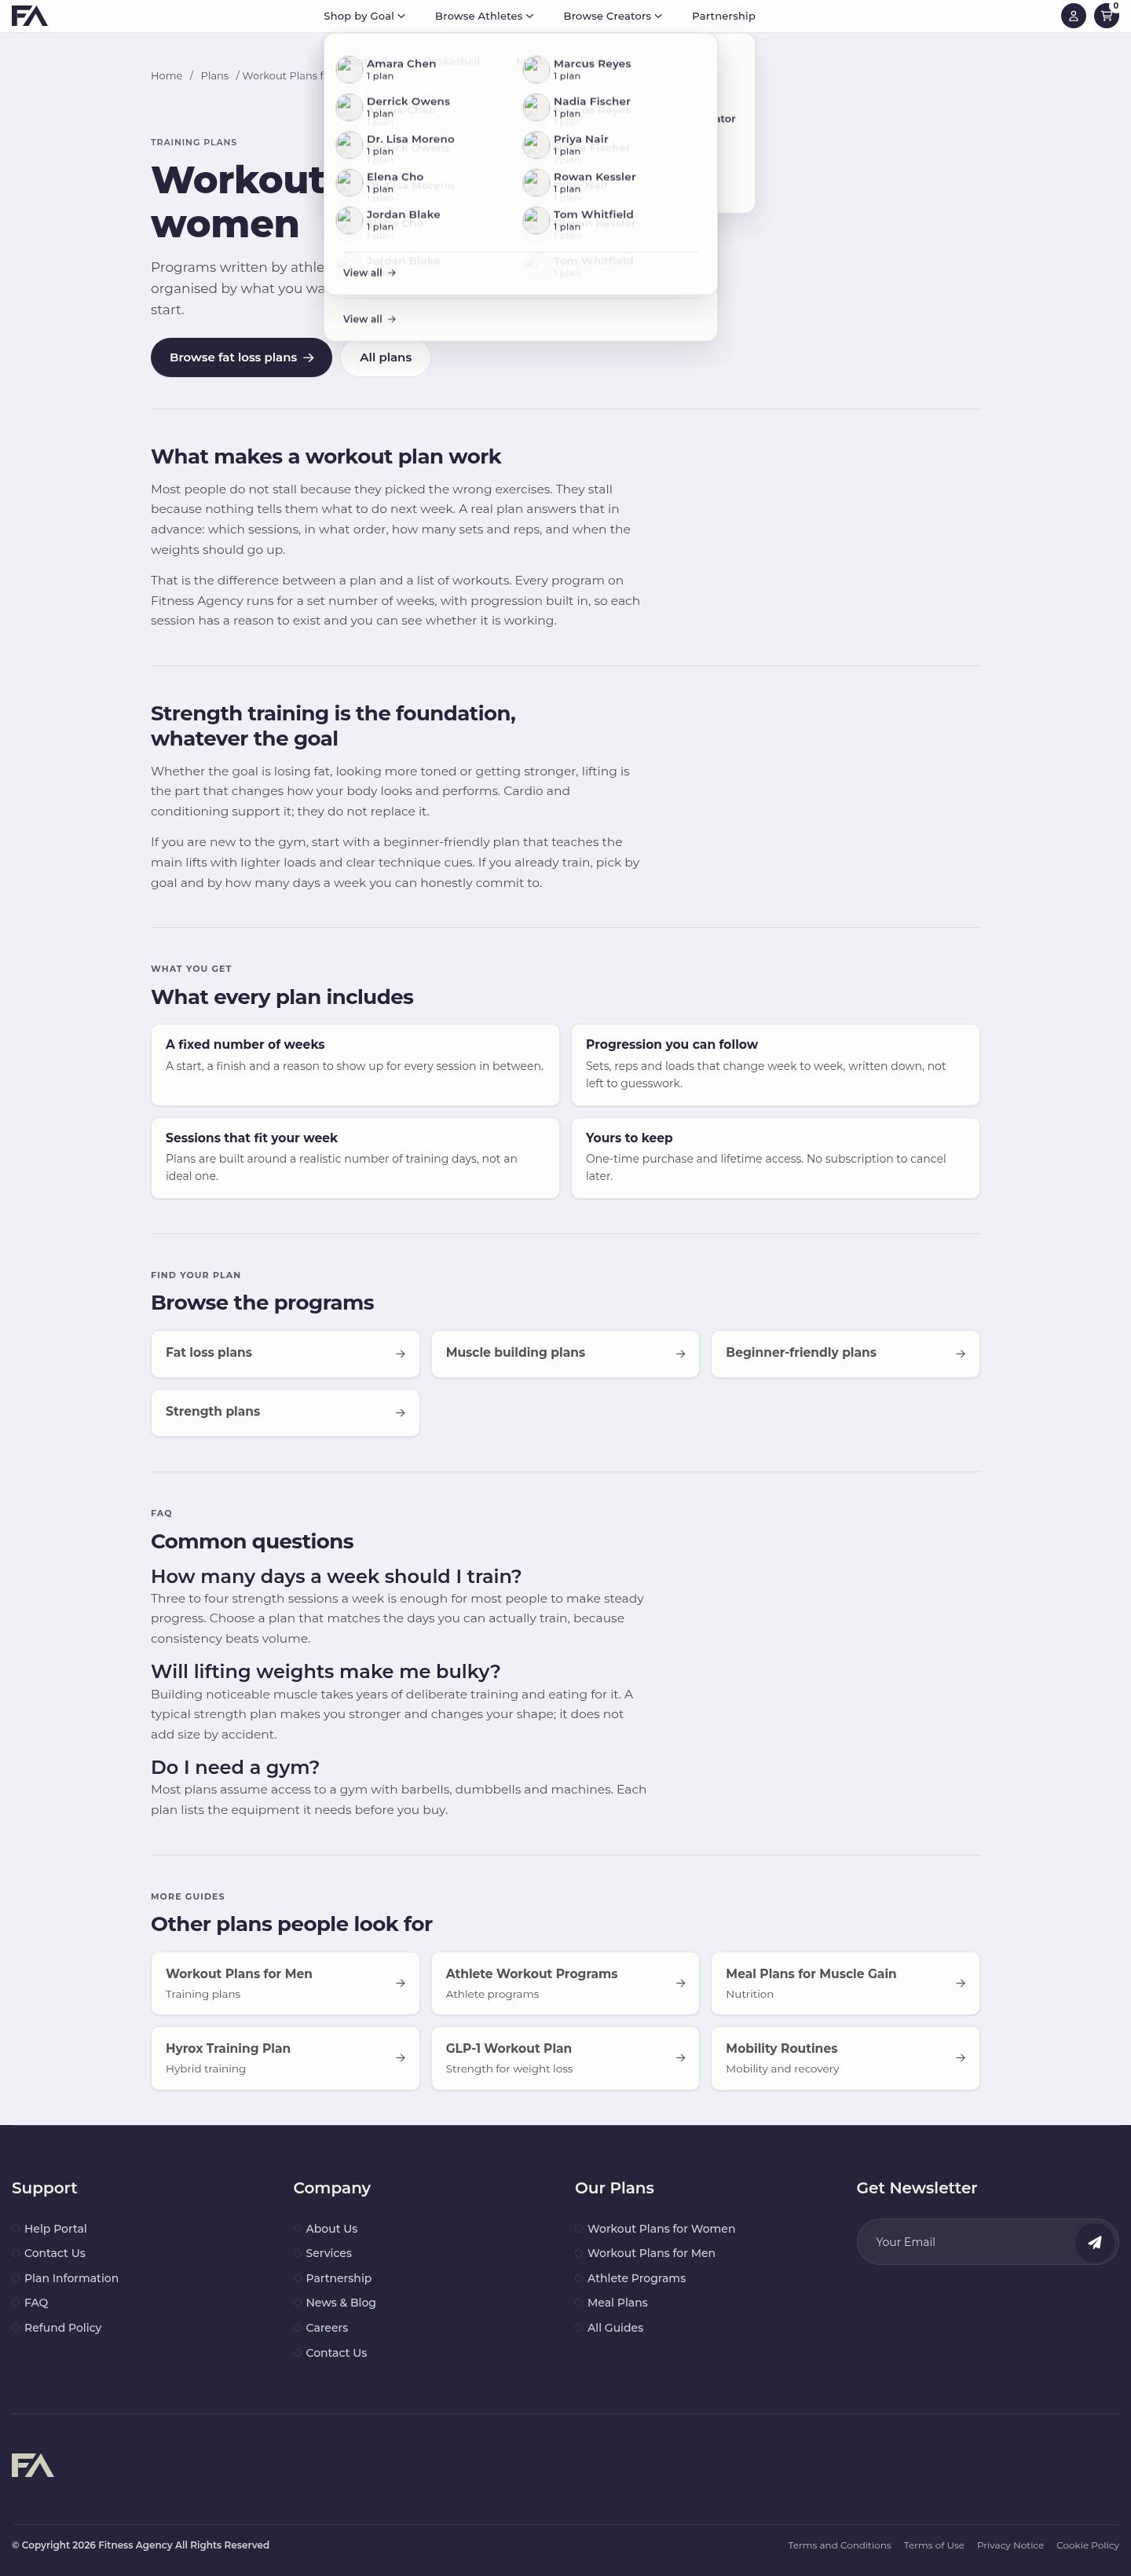 FA
Shop by Goal
Browse Athletes
Browse Creators
Partnership
0
Home / Plans / Workout Plans f
Amara Chen
1 plan
Marcus Reyes
1 plan
Derrick Owens
1 plan
Nadia Fischer
1 plan
Dr. Lisa Moreno
1 plan
Priya Nair
1 plan
Elena Cho
1 plan
Rowan Kessler
1 plan
Jordan Blake
1 plan
Tom Whitfield
1 plan
View all →
Jordan Blake
Tom Whitfield
1 plan
View all →
TRAINING PLANS
Workout
women
Programs written by athle
organised by what you wa
start.
Browse fat loss plans →
All plans
What makes a workout plan work
Most people do not stall because they picked the wrong exercises. They stall
because nothing tells them what to do next week. A real plan answers that in
advance: which sessions, in what order, how many sets and reps, and when the
weights should go up.
That is the difference between a plan and a list of workouts. Every program on
Fitness Agency runs for a set number of weeks, with progression built in, so each
session has a reason to exist and you can see whether it is working.
Strength training is the foundation,
whatever the goal
Whether the goal is losing fat, looking more toned or getting stronger, lifting is
the part that changes how your body looks and performs. Cardio and
conditioning support it; they do not replace it.
If you are new to the gym, start with a beginner-friendly plan that teaches the
main lifts with lighter loads and clear technique cues. If you already train, pick by
goal and by how many days a week you can honestly commit to.
WHAT YOU GET
What every plan includes
A fixed number of weeks
A start, a finish and a reason to show up for every session in between.
Progression you can follow
Sets, reps and loads that change week to week, written down, not
left to guesswork.
Sessions that fit your week
Plans are built around a realistic number of training days, not an
ideal one.
Yours to keep
One-time purchase and lifetime access. No subscription to cancel
later.
FIND YOUR PLAN
Browse the programs
Fat loss plans →
Muscle building plans →
Beginner-friendly plans →
Strength plans →
FAQ
Common questions
How many days a week should I train?
Three to four strength sessions a week is enough for most people to make steady
progress. Choose a plan that matches the days you can actually train, because
consistency beats volume.
Will lifting weights make me bulky?
Building noticeable muscle takes years of deliberate training and eating for it. A
typical strength plan makes you stronger and changes your shape; it does not
add size by accident.
Do I need a gym?
Most plans assume access to a gym with barbells, dumbbells and machines. Each
plan lists the equipment it needs before you buy.
MORE GUIDES
Other plans people look for
Workout Plans for Men →
Training plans
Athlete Workout Programs →
Athlete programs
Meal Plans for Muscle Gain →
Nutrition
Hyrox Training Plan →
Hybrid training
GLP-1 Workout Plan →
Strength for weight loss
Mobility Routines →
Mobility and recovery
Support
Help Portal
Contact Us
Plan Information
FAQ
Refund Policy
Company
About Us
Services
Partnership
News & Blog
Careers
Contact Us
Our Plans
Workout Plans for Women
Workout Plans for Men
Athlete Programs
Meal Plans
All Guides
Get Newsletter
Your Email
FA
© Copyright 2026 Fitness Agency All Rights Reserved
Terms and Conditions
Terms of Use
Privacy Notice
Cookie Policy